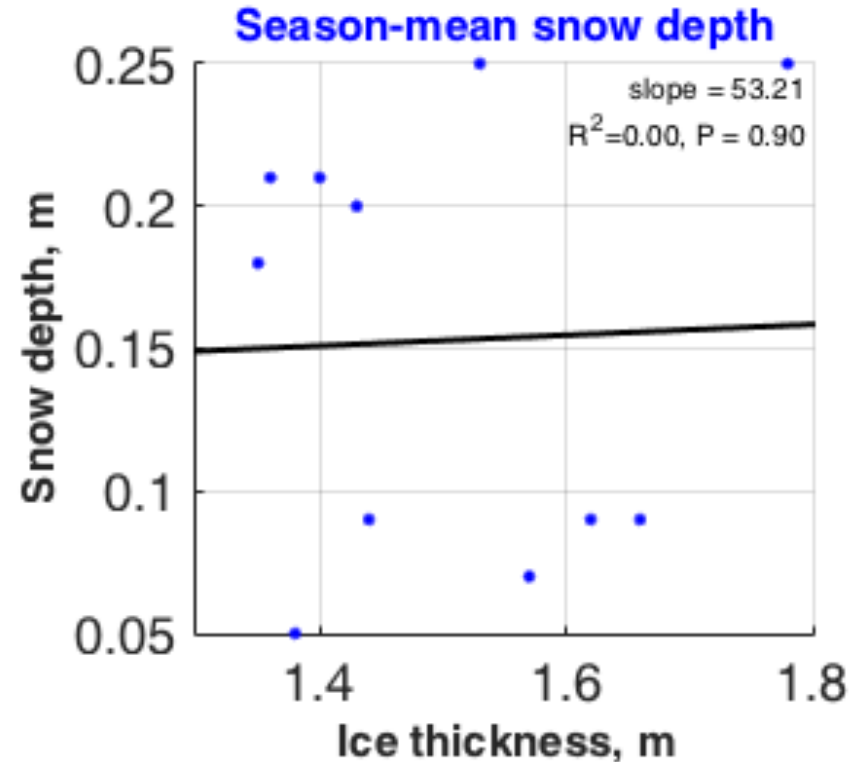 Season-mean snow depth
slope = 53.21
R²=0.00, P = 0.90
Snow depth, m
0.25
0.2
0.15
0.1
0.05
1.4 1.6 1.8
Ice thickness, m